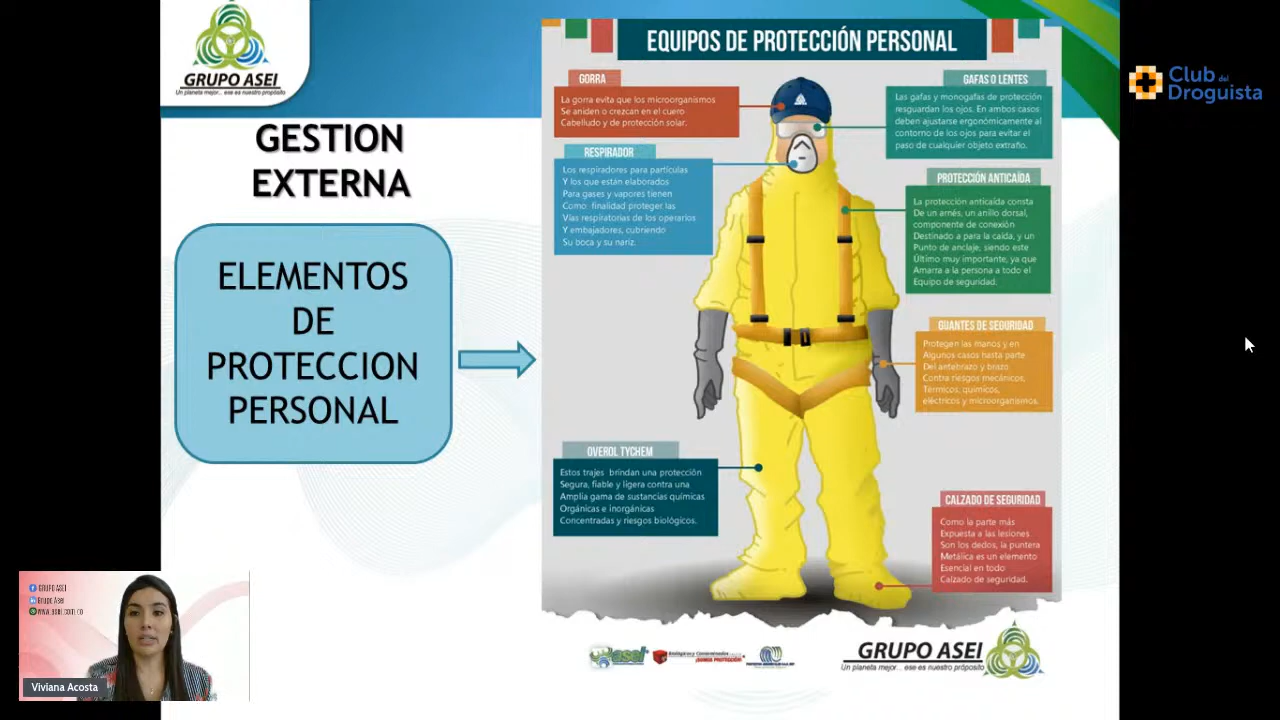 GRUPO ASEI
Un planeta mejor... ese es nuestro propósito
GESTION
EXTERNA
ELEMENTOS
DE
PROTECCION
PERSONAL
EQUIPOS DE PROTECCIÓN PERSONAL
GORRA
La gorra evita que los microorganismos
Se aniden o crezcan en el cuero
Cabelludo y de protección solar.
RESPIRADOR
Los respiradores para partículas
Y los que están elaborados
Para gases y vapores tienen
Como finalidad proteger las
Vías respiratorias de los operarios
Y embajadores, cubriendo
Su boca y su nariz.
OVEROL TYCHEM
Estos trajes brindan una protección
Segura, fiable y ligera contra una
Amplia gama de sustancias químicas
Orgánicas e inorgánicas
Concentradas y riesgos biológicos.
GAFAS O LENTES
Las gafas y monogafas de protección
resguardan los ojos. En ambos casos
deben ajustarse ergonómicamente al
contorno de los ojos para evitar el
paso de cualquier objeto extraño.
PROTECCIÓN ANTICAÍDA
La protección anticaída consta
De un arnés, un anillo dorsal,
componente de conexión
Destinado a para la caída, y un
Punto de anclaje, siendo este
Último muy importante, ya que
Amarra a la persona a todo el
Equipo de seguridad.
GUANTES DE SEGURIDAD
Protegen las manos y en
Algunos casos hasta parte
Del antebrazo y brazo
Contra riesgos mecánicos,
Térmicos, químicos,
eléctricos y microorganismos.
CALZADO DE SEGURIDAD
Como la parte más
Expuesta a las lesiones
Son los dedos, la puntera
Metálica es un elemento
Esencial en todo
Calzado de seguridad.
asei
GRUPO ASEI
Un planeta mejor... ese es nuestro propósito
Club del
Droguista
GRUPO ASEI
Grupo Asei
www.asei.com.co
Viviana Acosta